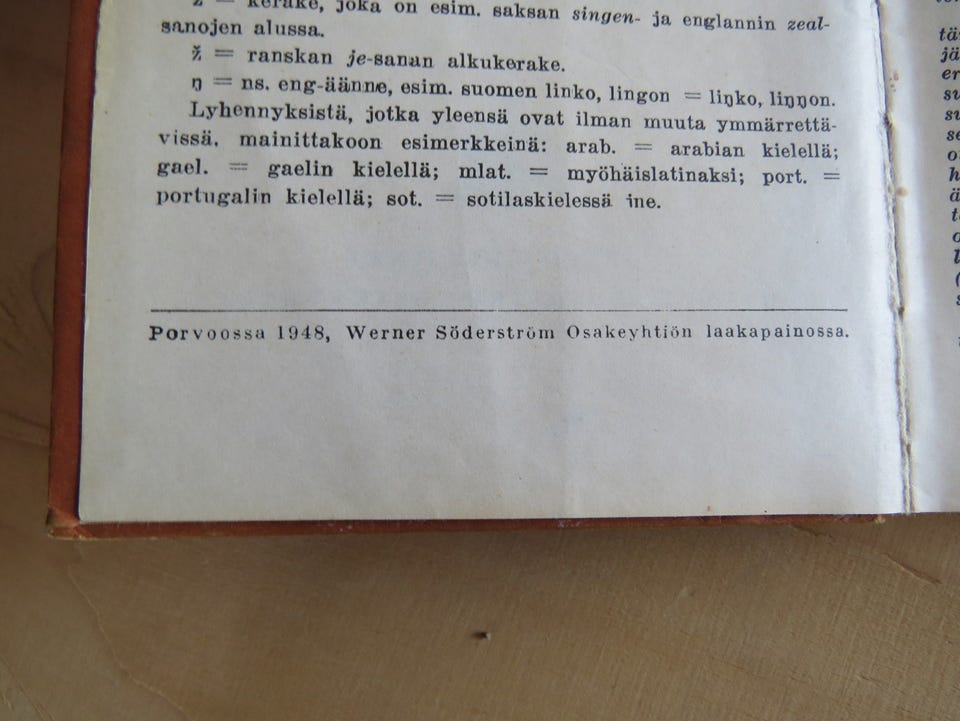 z = kerake, joka on esim. saksan singen- ja englannin zeal-
sanojen alussa.
ž = ranskan je-sanan alkukerake.
ŋ = ns. eng-äänne, esim. suomen linko, lingon = liŋko, liŋŋon.
Lyhennyksistä, jotka yleensä ovat ilman muuta ymmärrettä-
vissä, mainittakoon esimerkkeinä: arab. = arabian kielellä;
gael. = gaelin kielellä; mlat. = myöhäislatinaksi; port. =
portugalin kielellä; sot. = sotilaskielessä ine.
Porvoossa 1948, Werner Söderström Osakeyhtiön laakapainossa.